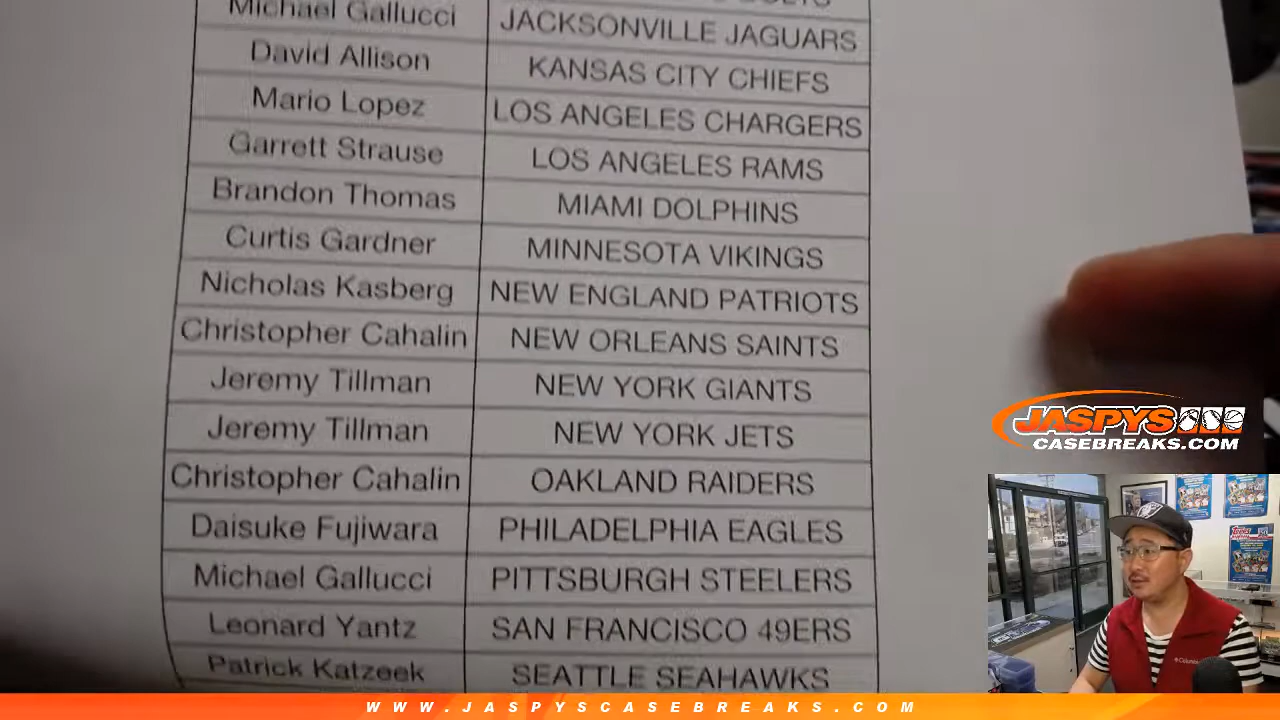 Michael Gallucci JACKSONVILLE JAGUARS
David Allison KANSAS CITY CHIEFS
Mario Lopez LOS ANGELES CHARGERS
Garrett Strause LOS ANGELES RAMS
Brandon Thomas MIAMI DOLPHINS
Curtis Gardner MINNESOTA VIKINGS
Nicholas Kasberg NEW ENGLAND PATRIOTS
Christopher Cahalin NEW ORLEANS SAINTS
Jeremy Tillman NEW YORK GIANTS
Jeremy Tillman NEW YORK JETS
Christopher Cahalin OAKLAND RAIDERS
Daisuke Fujiwara PHILADELPHIA EAGLES
Michael Gallucci PITTSBURGH STEELERS
Leonard Yantz SAN FRANCISCO 49ERS
Patrick Katzeek SEATTLE SEAHAWKS
JASPYS
CASEBREAKS.COM
Columbia
WWW.JASPYSCASEBREAKS.COM